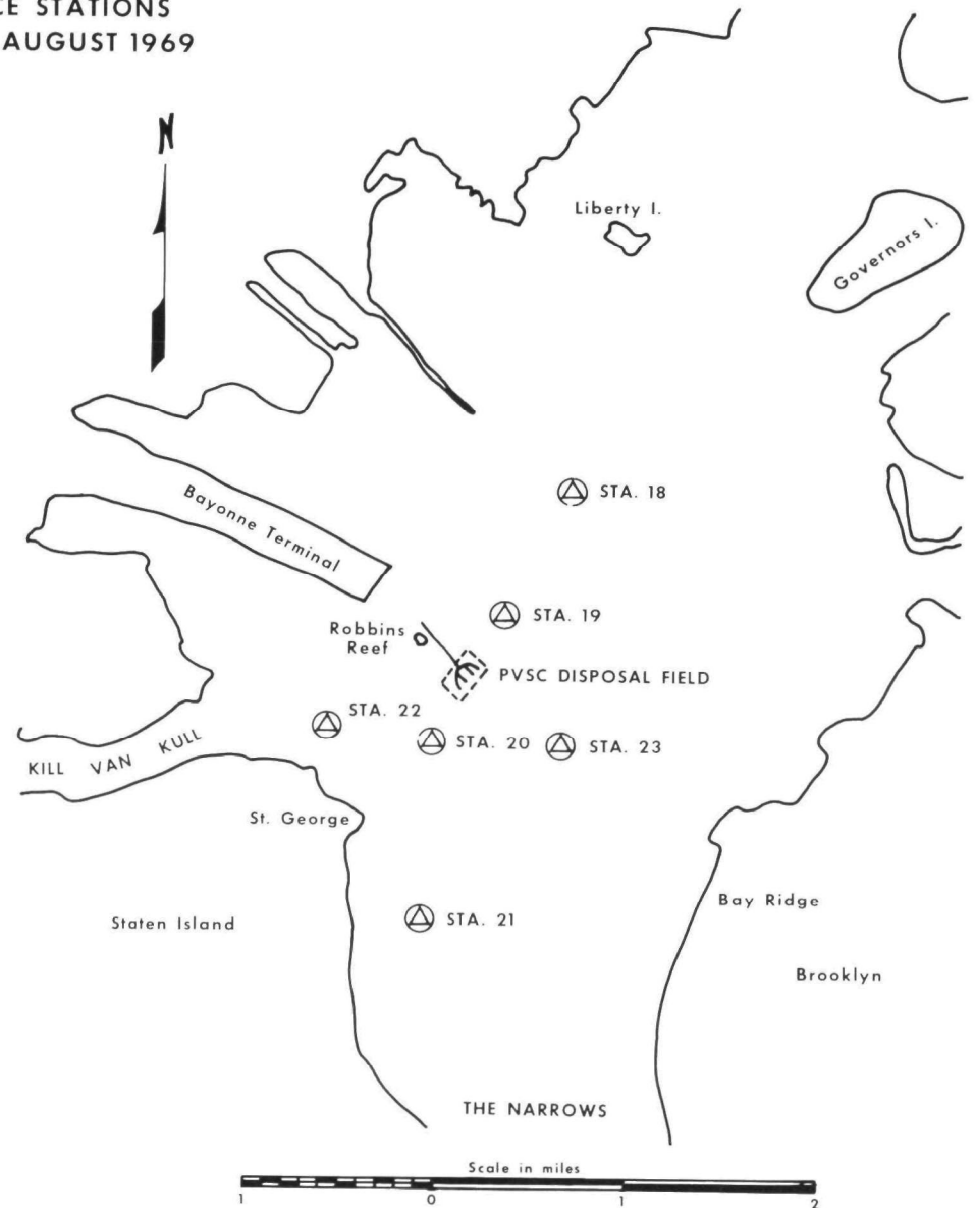 STATIONS
AUGUST 1969
N
Liberty I.
Governors I.
Bayonne Terminal
STA. 18
STA. 19
Robbins
Reef
PVSC DISPOSAL FIELD
STA. 22
STA. 20
STA. 23
KILL VAN KULL
St. George
Staten Island
STA. 21
Bay Ridge
Brooklyn
THE NARROWS
Scale in miles
1 0 1 2